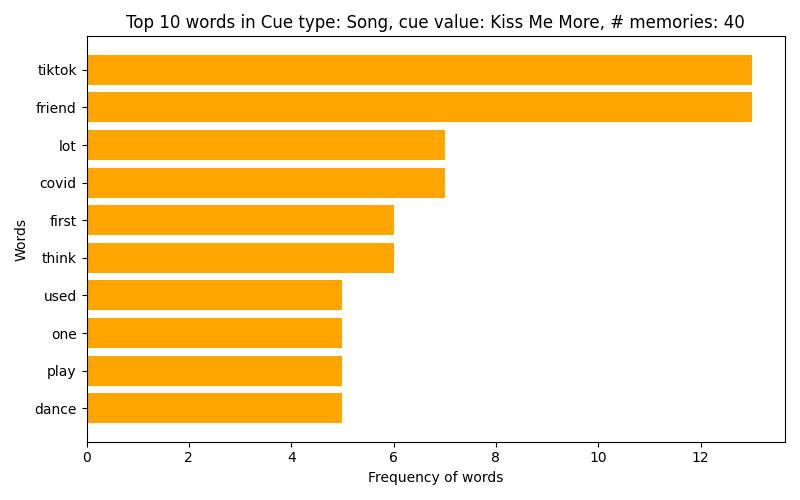 Top 10 words in Cue type: Song, cue value: Kiss Me More, # memories: 40
tiktok
friend
lot
covid
first
think
used
one
play
dance
Words
0 2 4 6 8 10 12
Frequency of words